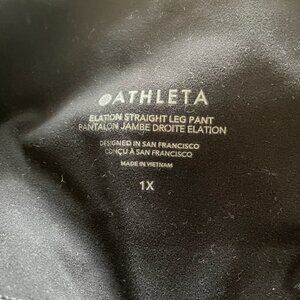 ATHLETA
ELATION STRAIGHT LEG PANT
PANTALON JAMBE DROITE ELATION
DESIGNED IN SAN FRANCISCO
CONÇU À SAN FRANCISCO
MADE IN VIETNAM
1X